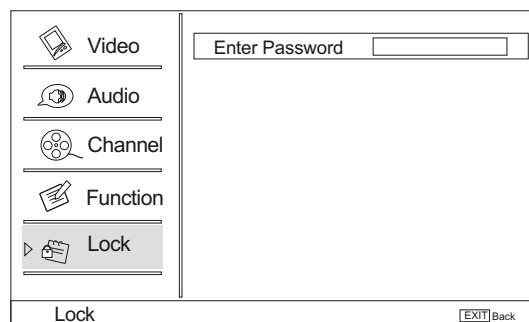 Video
Audio
Channel
Function
Lock
Enter Password
Lock
EXIT Back